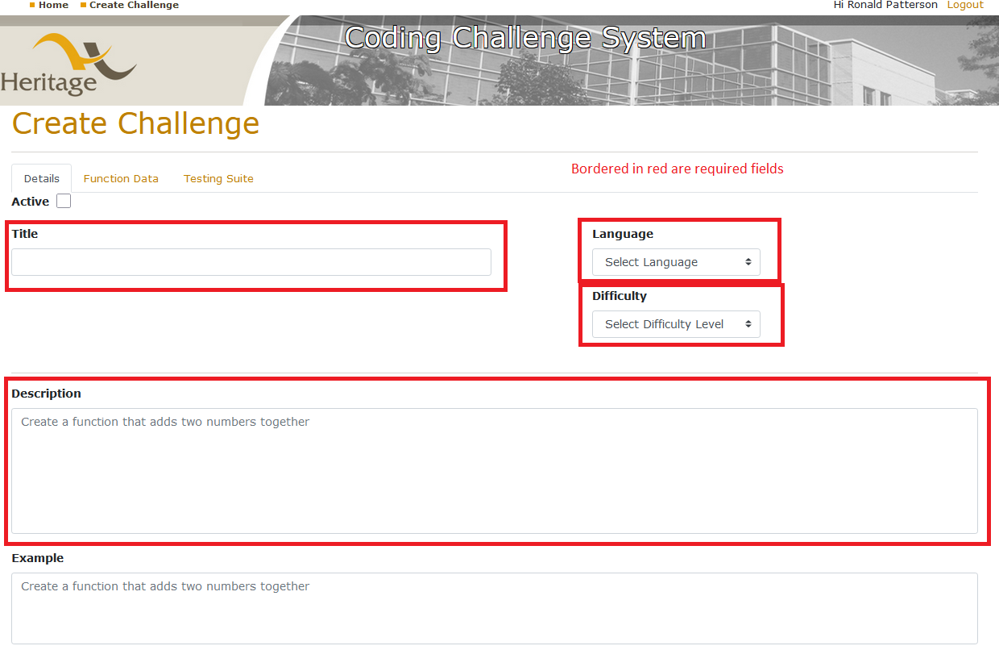 Home Create Challenge Hi Ronald Patterson Logout
Coding Challenge System
Heritage
Create Challenge
Details Function Data Testing Suite
Bordered in red are required fields
Active
Title
Language
Select Language
Difficulty
Select Difficulty Level
Description
Create a function that adds two numbers together
Example
Create a function that adds two numbers together